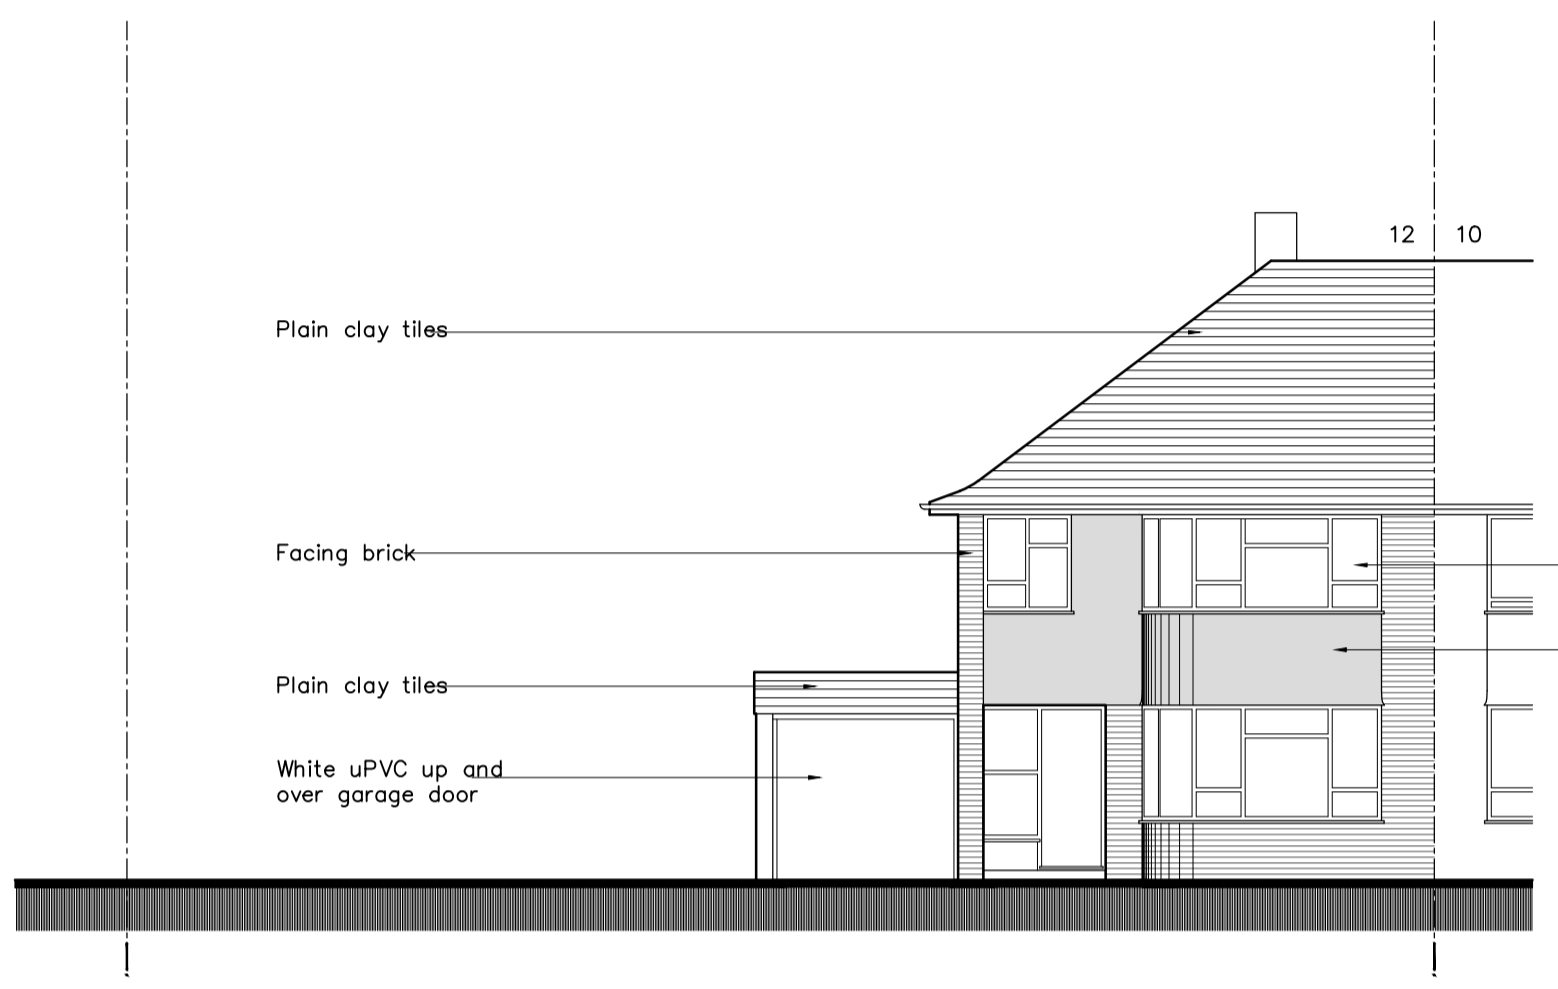 12 10
Plain clay tiles
Facing brick
Plain clay tiles
White uPVC up and
over garage door